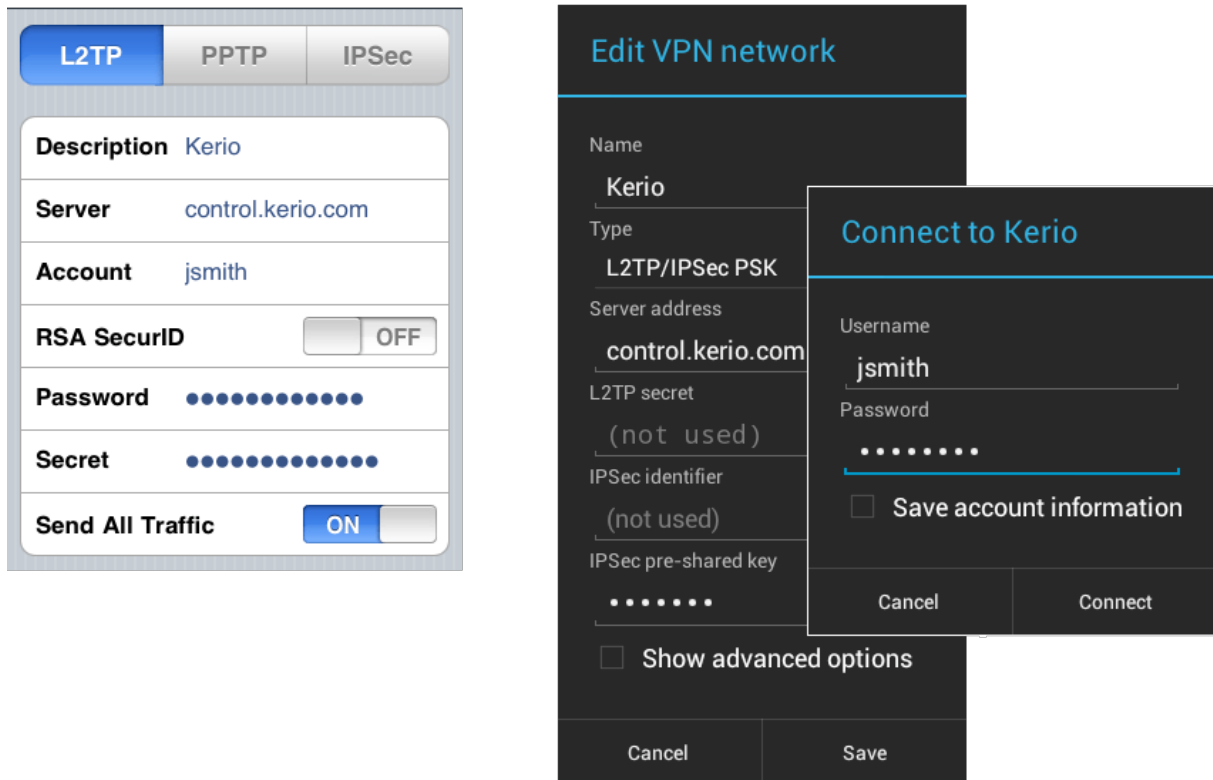 L2TP PPTP IPSec
Description Kerio
Server control.kerio.com
Account jsmith
RSA SecurID OFF
Password ●●●●●●●●●●●●
Secret ●●●●●●●●●●●●●
Send All Traffic ON
Edit VPN network
Name
Kerio
Type
L2TP/IPSec PSK
Server address
control.kerio.com
L2TP secret
(not used)
IPSec identifier
(not used)
IPSec pre-shared key
•••••••
Show advanced options
Cancel Save
Connect to Kerio
Username
jsmith
Password
••••••••
Save account information
Cancel Connect